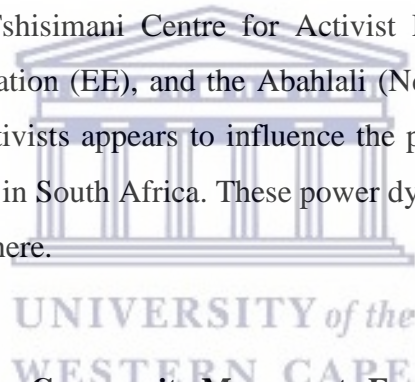 Tshisimani Centre for Activist
ation (EE), and the Abahlali
tivists appears to influence the
in South Africa. These power
here.
UNIVERSITY of the
WESTERN CAPE
Community Movement